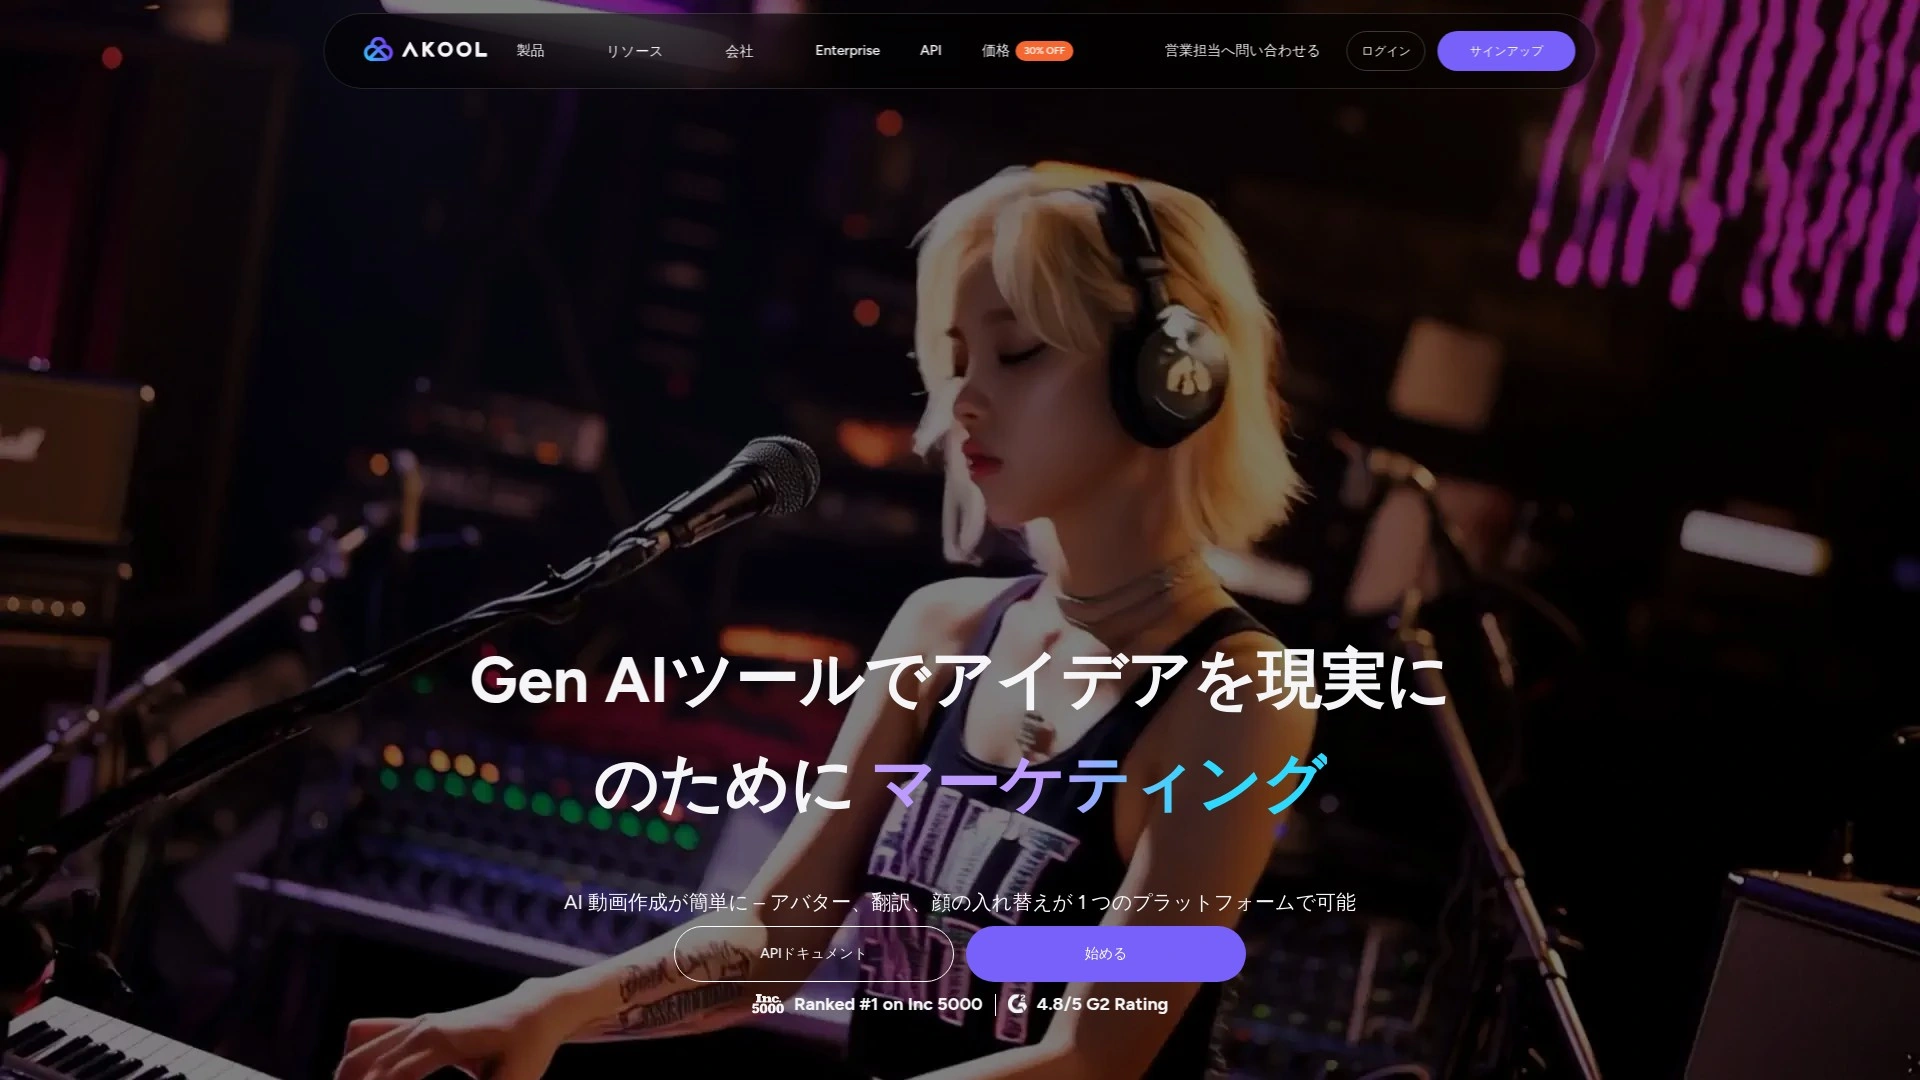 AKOOL
製品
リソース
会社
Enterprise
API
価格 30% OFF
営業担当へ問い合わせる
ログイン
サインアップ
Gen AIツールでアイデアを現実に
のために マーケティング
AI 動画作成が簡単に – アバター、翻訳、顔の入れ替えが 1 つのプラットフォームで可能
APIドキュメント
始める
Inc. 5000 Ranked #1 on Inc 5000
G2 4.8/5 G2 Rating